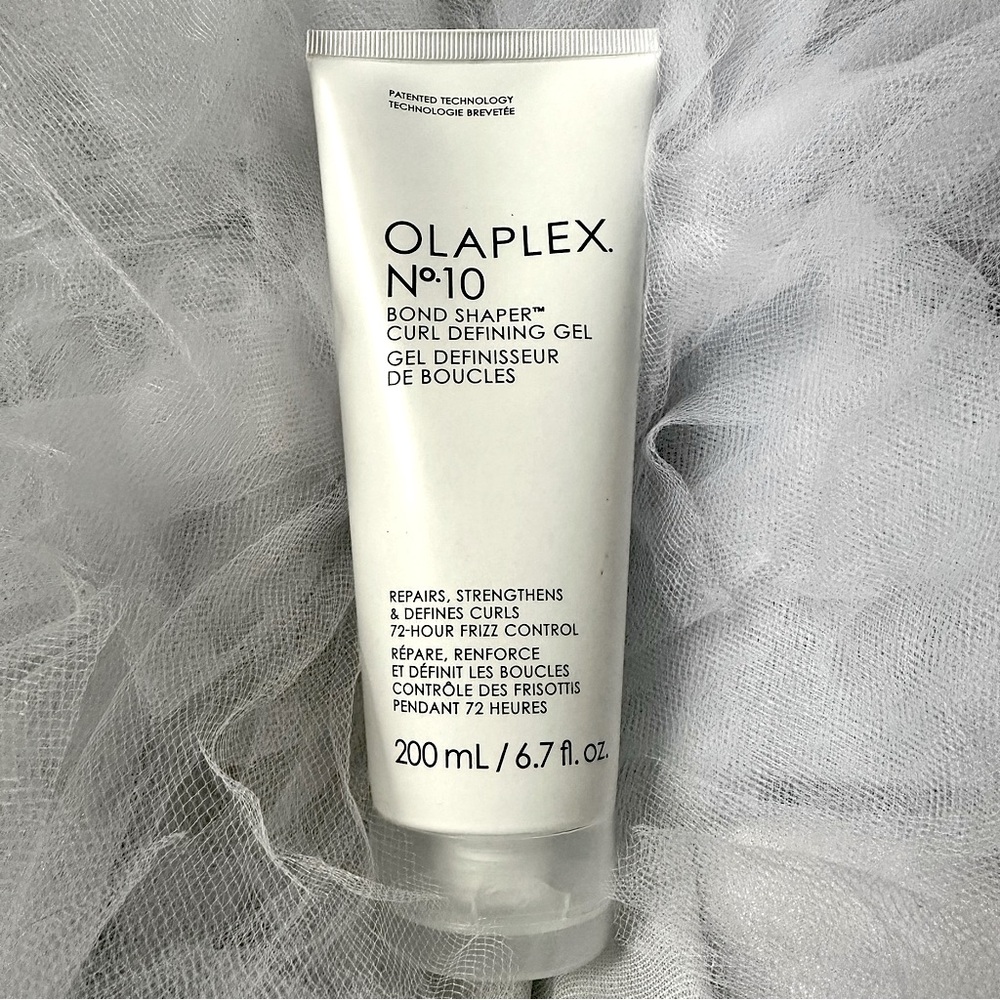 PATENTED TECHNOLOGY
TECHNOLOGIE BREVETÉE
OLAPLEX.
Nº.10
BOND SHAPER™
CURL DEFINING GEL
GEL DEFINISSEUR
DE BOUCLES
REPAIRS, STRENGTHENS
& DEFINES CURLS
72-HOUR FRIZZ CONTROL
RÉPARE, RENFORCE
ET DÉFINIT LES BOUCLES
CONTRÔLE DES FRISOTTIS
PENDANT 72 HEURES
200 mL / 6.7 fl. oz.